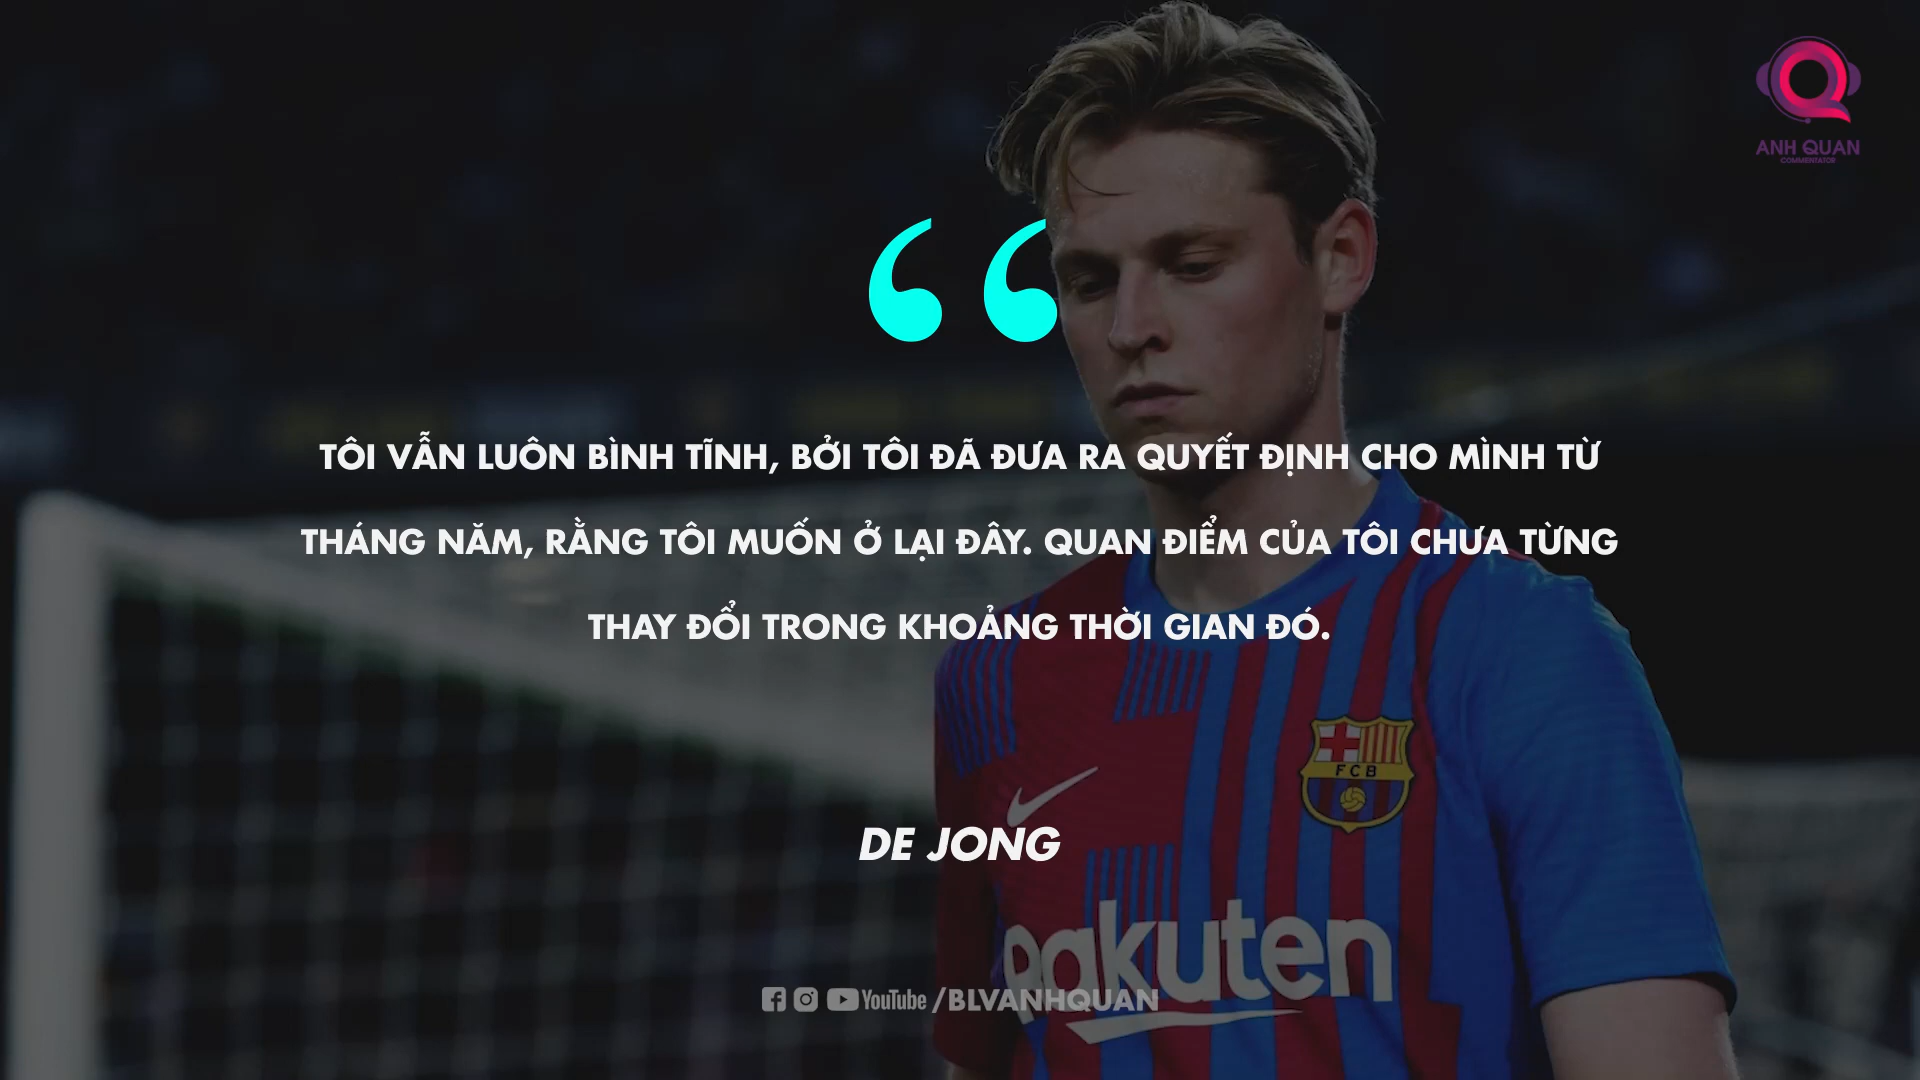 ANH QUAN
COMMENTATOR
TÔI VẪN LUÔN BÌNH TĨNH, BỞI TÔI ĐÃ ĐƯA RA QUYẾT ĐỊNH CHO MÌNH TỪ
THÁNG NĂM, RẰNG TÔI MUỐN Ở LẠI ĐÂY. QUAN ĐIỂM CỦA TÔI CHƯA TỪNG
THAY ĐỔI TRONG KHOẢNG THỜI GIAN ĐÓ.
FCB
DE JONG
Rakuten
YouTube /BLVANHQUAN